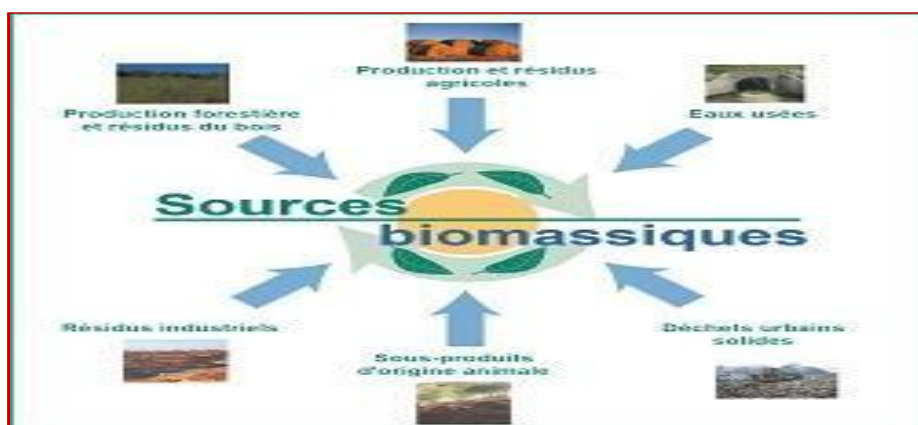 Production et résidus
agricoles
Production forestière
et résidus du bois
Eaux usées
Sources
biomassiques
Résidus industriels
Sous-produits
d'origine animale
Déchets urbains
solides